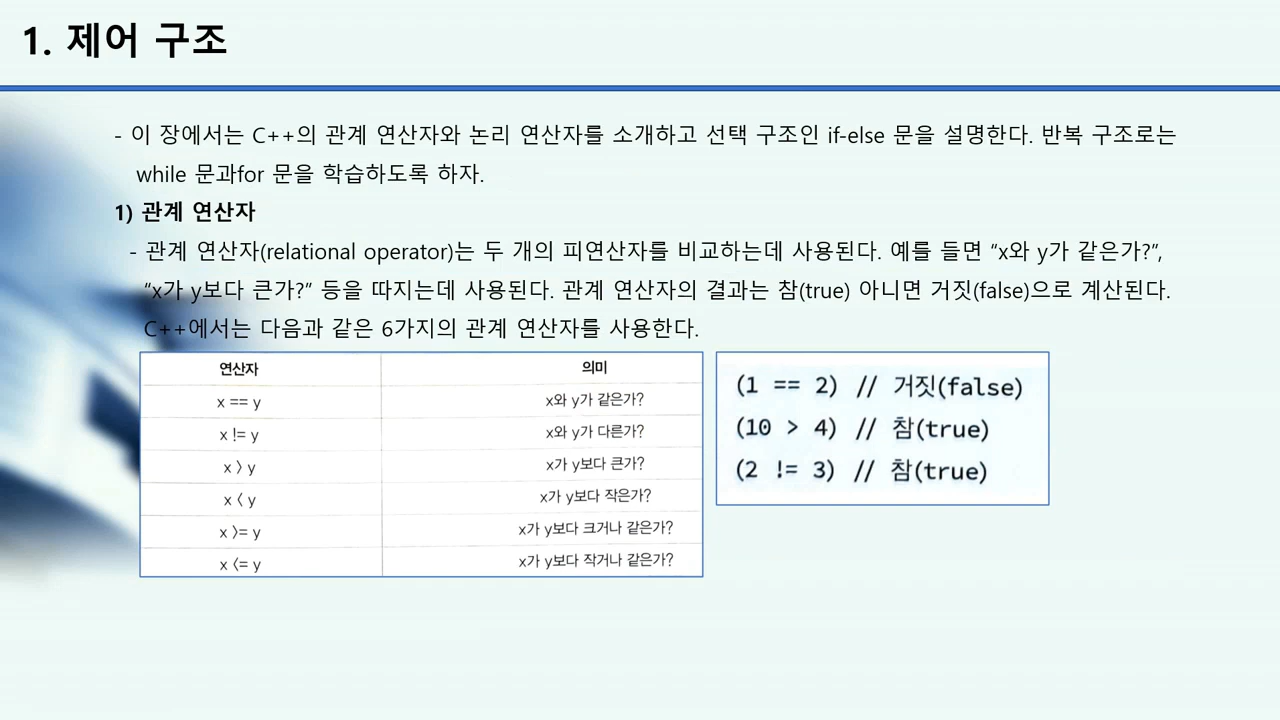 1. 제어 구조
- 이 장에서는 C++의 관계 연산자와 논리 연산자를 소개하고 선택 구조인 if-else 문을 설명한다. 반복 구조로는
while 문과for 문을 학습하도록 하자.
1) 관계 연산자
- 관계 연산자(relational operator)는 두 개의 피연산자를 비교하는데 사용된다. 예를 들면 “x와 y가 같은가?”,
“x가 y보다 큰가?” 등을 따지는데 사용된다. 관계 연산자의 결과는 참(true) 아니면 거짓(false)으로 계산된다.
C++에서는 다음과 같은 6가지의 관계 연산자를 사용한다.
연산자 의미
x == y x와 y가 같은가?
x != y x와 y가 다른가?
x > y x가 y보다 큰가?
x < y x가 y보다 작은가?
x >= y x가 y보다 크거나 같은가?
x <= y x가 y보다 작거나 같은가?
(1 == 2) // 거짓(false)
(10 > 4) // 참(true)
(2 != 3) // 참(true)